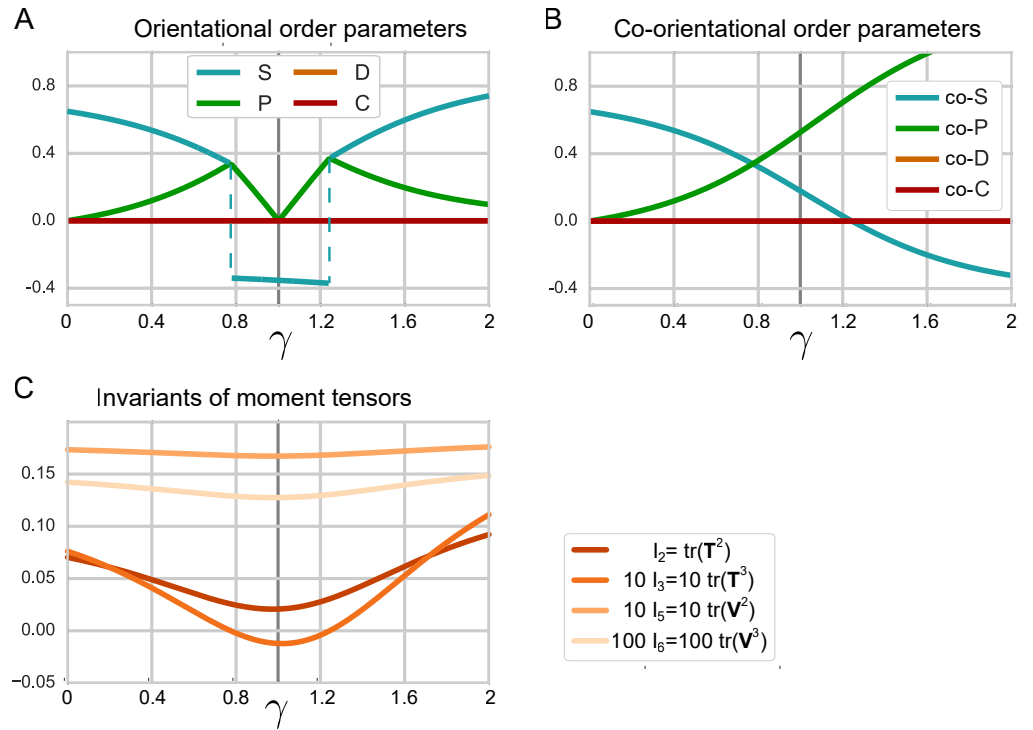 A
Orientational order parameters
S
D
P
C
0.8
0.4
0.0
-0.4
0
0.4
0.8
1.2
1.6
2
γ
B
Co-orientational order parameters
co-S
co-P
co-D
co-C
0.8
0.4
0.0
-0.4
0
0.4
0.8
1.2
1.6
2
γ
C
Invariants of moment tensors
0.15
0.10
0.05
0.00
−0.05
0
0.4
0.8
1.2
1.6
2
γ
I₂= tr(T²)
10 I₃=10 tr(T³)
10 I₅=10 tr(V²)
100 I₆=100 tr(V³)